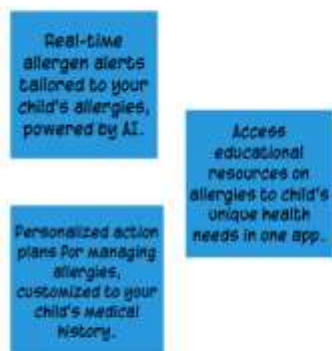 Real-time
allergen alerts
tailored to your
child's allergies,
powered by AI.
Access
educational
resources on
allergies to child's
unique health
needs in one app.
Personalized action
plans for managing
allergies,
customized to your
child's medical
history.